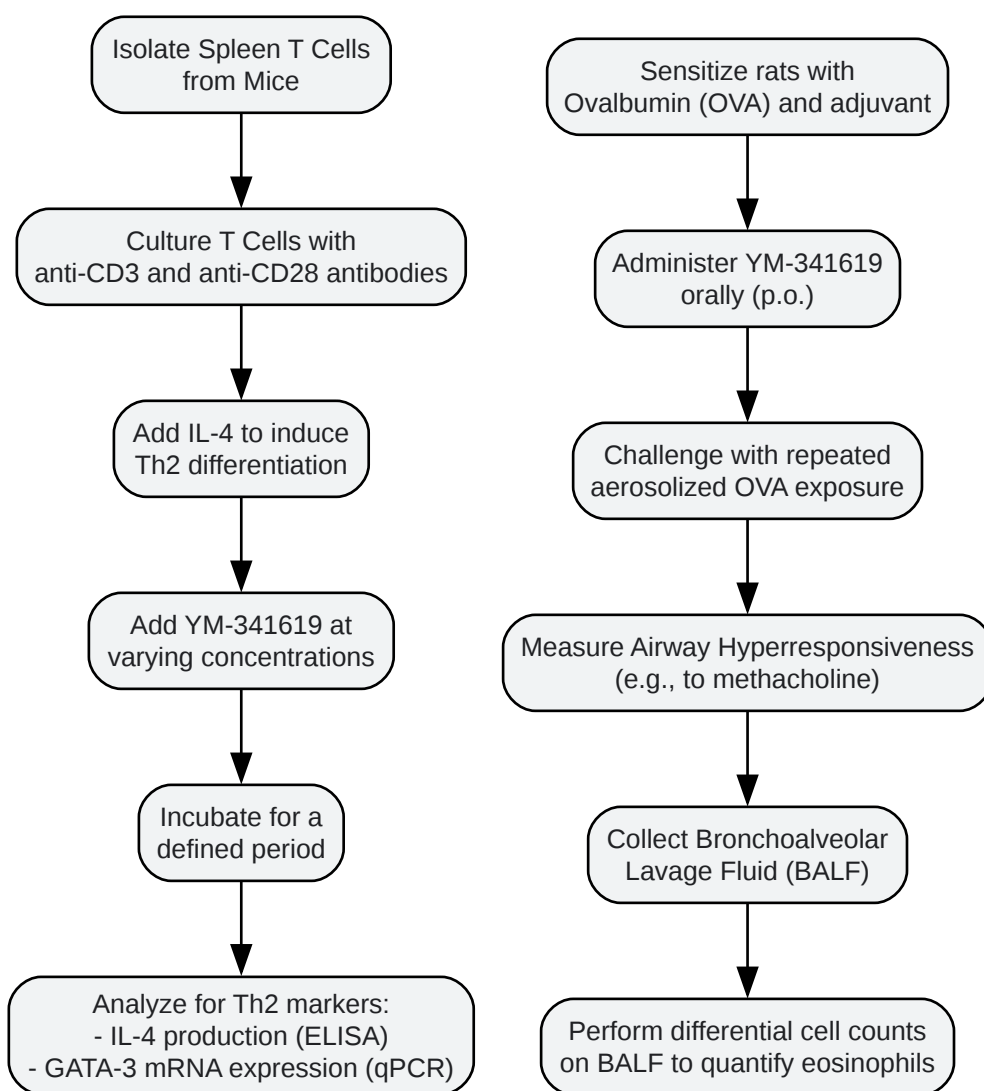 Isolate Spleen T Cells
from Mice
Culture T Cells with
anti-CD3 and anti-CD28 antibodies
Add IL-4 to induce
Th2 differentiation
Add YM-341619 at
varying concentrations
Incubate for a
defined period
Analyze for Th2 markers:
- IL-4 production (ELISA)
- GATA-3 mRNA expression (qPCR)
Sensitize rats with
Ovalbumin (OVA) and adjuvant
Administer YM-341619
orally (p.o.)
Challenge with repeated
aerosolized OVA exposure
Measure Airway Hyperresponsiveness
(e.g., to methacholine)
Collect Bronchoalveolar
Lavage Fluid (BALF)
Perform differential cell counts
on BALF to quantify eosinophils